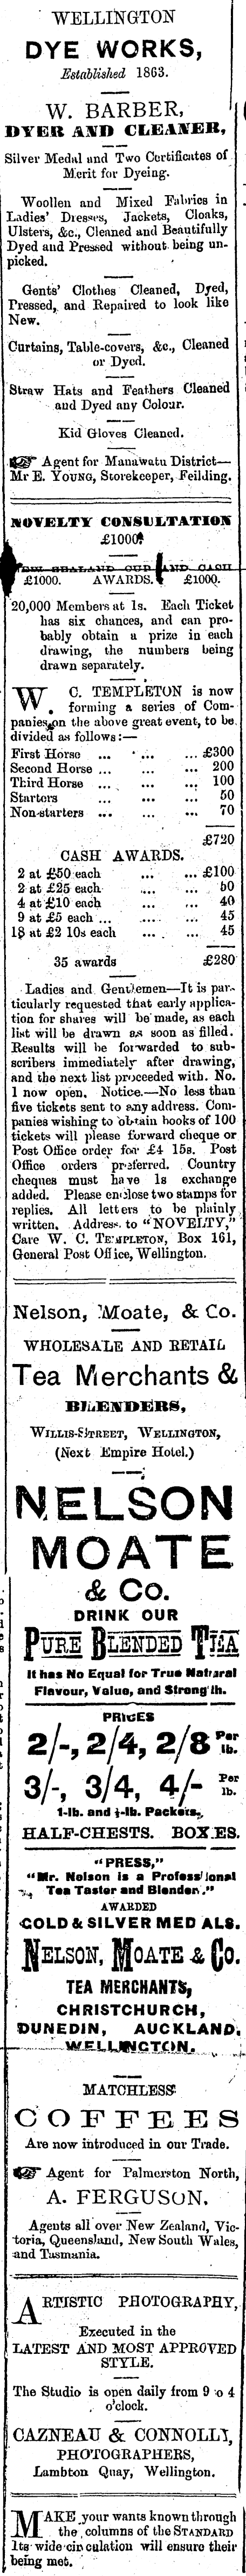 WELLINGTON
DYE WORKS,
Established 1863.
W. BARBER,
DYER AND CLEANER,
Silver Medal and Two Certificates of
Merit for Dyeing.
Woollen and Mixed Fabrics in
Ladies' Dresses, Jackets, Cloaks,
Ulsters, &c., Cleaned and Beautifully
Dyed and Pressed without being un-
picked.
Gents' Clothes Cleaned, Dyed,
Pressed, and Repaired to look like
New.
Curtains, Table-covers, &c., Cleaned
or Dyed.
Straw Hats and Feathers Cleaned
and Dyed any Colour.
Kid Gloves Cleaned.
Agent for Manawatu District—
Mr E. YOUNG, Storekeeper, Feilding.
NOVELTY CONSULTATION
£1000
NEW ZEALAND CUP AND CASH
£1000. AWARDS. £1000.
20,000 Members at 1s. Each Ticket
has six chances, and can pro-
bably obtain a prize in each
drawing, the numbers being
drawn separately.
W. C. TEMPLETON is now
forming a series of Com-
panies on the above great event, to be
divided as follows:—
First Horse ... ... ... £300
Second Horse ... ... ... 200
Third Horse ... ... ... 100
Starters ... ... 50
Non-starters ... ... ... 70
£720
CASH AWARDS.
2 at £50 each ... ... £100
2 at £25 each ... ... 50
4 at £10 each ... ... 40
9 at £5 each ... ... ... 45
18 at £2 10s each ... ... 45
35 awards £280
Ladies and Gentlemen—It is par-
ticularly requested that early applica-
tion for shares will be made, as each
list will be drawn as soon as filled.
Results will be forwarded to sub-
scribers immediately after drawing,
and the next list proceeded with. No.
1 now open. Notice.—No less than
five tickets sent to any address. Com-
panies wishing to obtain books of 100
tickets will please forward cheque or
Post Office order for £4 15s. Post
Office orders preferred. Country
cheques must have 1s exchange
added. Please enclose two stamps for
replies. All letters to be plainly
written. Address to "NOVELTY,"
Care W. C. TEMPLETON, Box 161,
General Post Office, Wellington.
Nelson, Moate, & Co.
WHOLESALE AND RETAIL
Tea Merchants &
BLENDERS,
WILLIS-STREET, WELLINGTON,
(Next Empire Hotel.)
NELSON
MOATE
& Co.
DRINK OUR
PURE BLENDED TEA
It has No Equal for True Natural
Flavour, Value, and Strength.
PRICES
2/-, 2/4, 2/8 Per lb.
3/-, 3/4, 4/- Per lb.
1-lb. and ½-lb. Packets,
HALF-CHESTS. BOXES.
"PRESS,"
"Mr. Nelson is a Professional
Tea Taster and Blender."
AWARDED
GOLD & SILVER MEDALS.
NELSON, MOATE & CO.
TEA MERCHANTS,
CHRISTCHURCH,
DUNEDIN, AUCKLAND,
WELLINGTON.
MATCHLESS
COFFEES
Are now introduced in our Trade.
Agent for Palmerston North,
A. FERGUSON.
Agents all over New Zealand, Vic-
toria, Queensland, New South Wales,
and Tasmania.
ARTISTIC PHOTOGRAPHY,
Executed in the
LATEST AND MOST APPROVED
STYLE.
The Studio is open daily from 9 to 4
o'clock.
CAZNEAU & CONNOLLY,
PHOTOGRAPHERS,
Lambton Quay, Wellington.
MAKE your wants known through
the columns of the STANDARD
Its wide circulation will ensure their
being met.